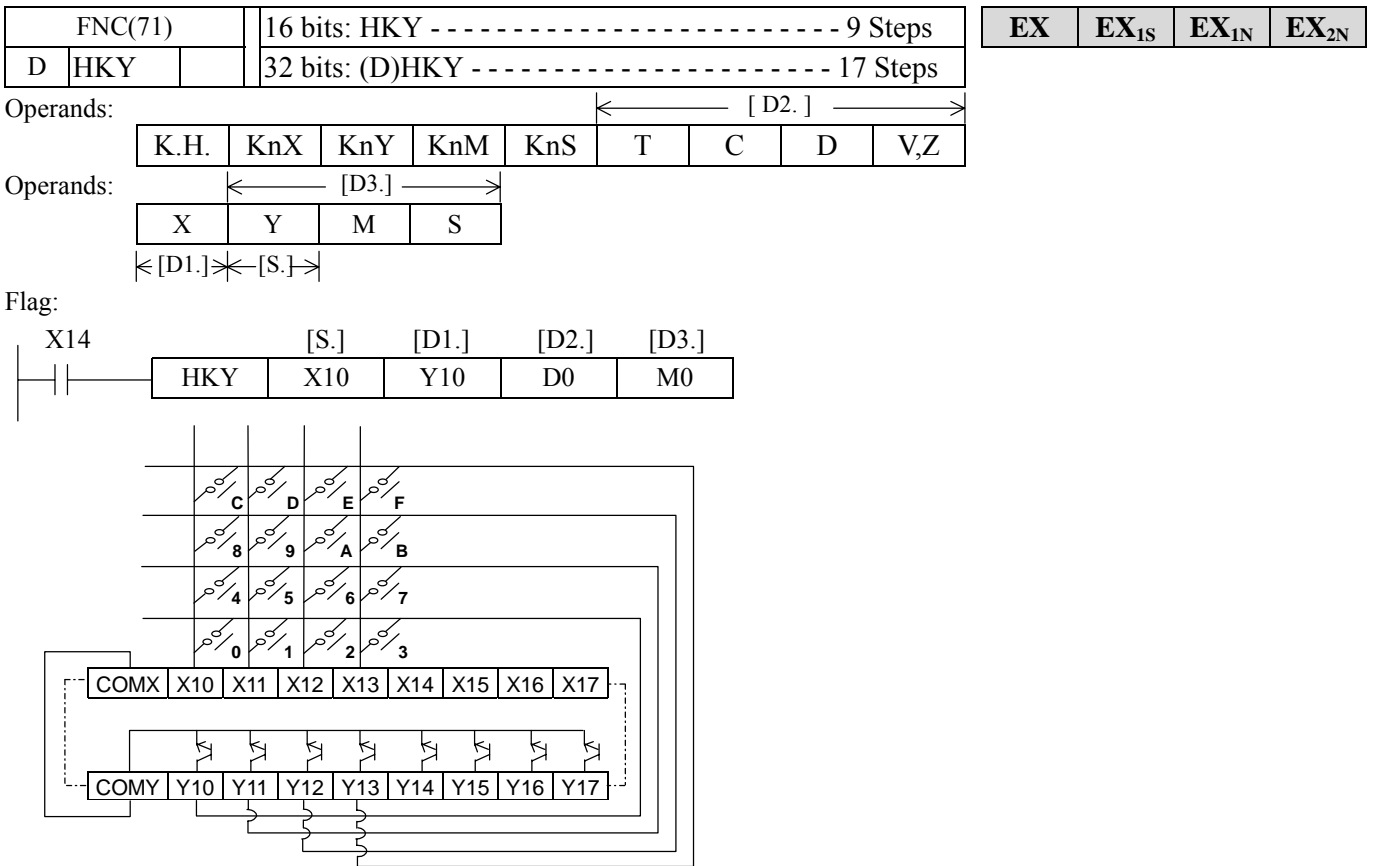 FNC(71) 16 bits: HKY - - - - - - - - - - - - - - - - - - - - - - - - - 9 Steps EX EX1S EX1N EX2N
D HKY 32 bits: (D)HKY - - - - - - - - - - - - - - - - - - - - - - 17 Steps
Operands: [ D2. ]
K.H. KnX KnY KnM KnS T C D V,Z
Operands: [D3.]
X Y M S
[D1.] [S.]
Flag:
X14 [S.] [D1.] [D2.] [D3.]
HKY X10 Y10 D0 M0
C D E F
8 9 A B
4 5 6 7
0 1 2 3
COMX X10 X11 X12 X13 X14 X15 X16 X17
COMY Y10 Y11 Y12 Y13 Y14 Y15 Y16 Y17